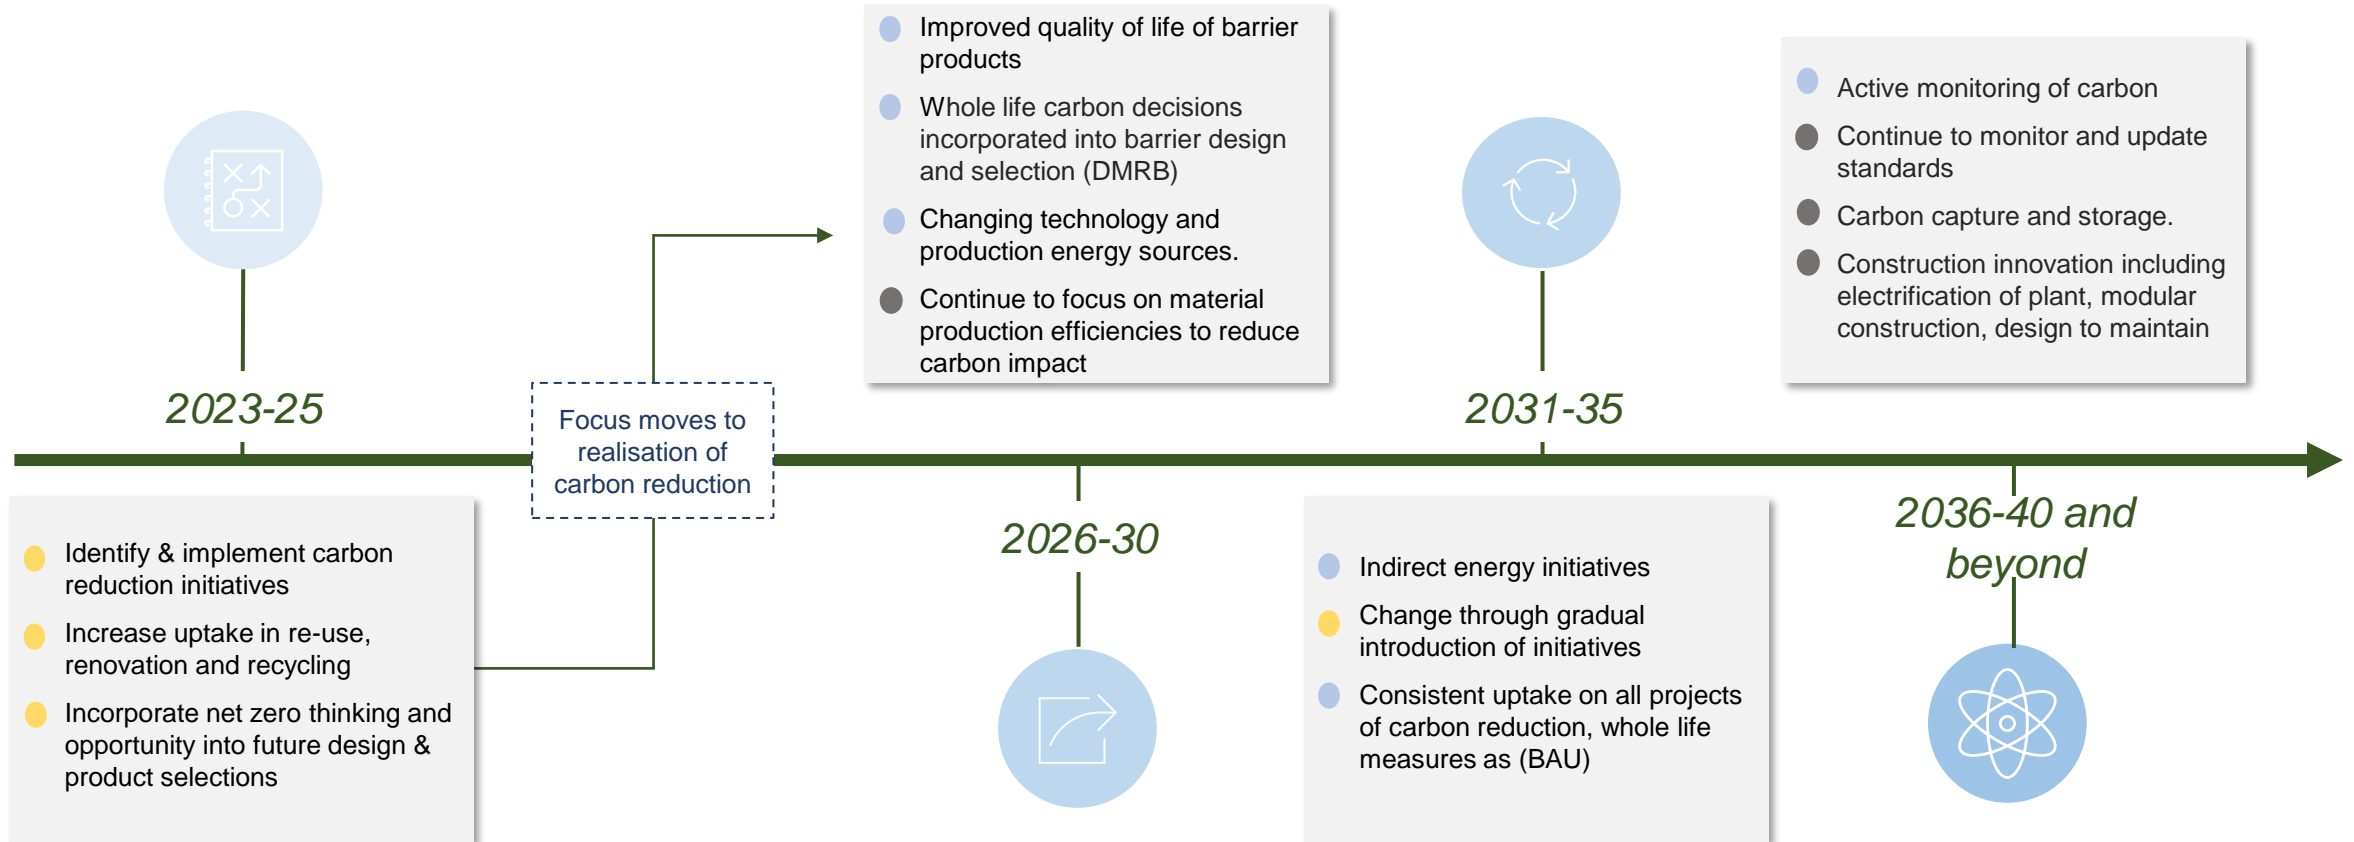 2023-25
Identify & implement carbon
reduction initiatives
Increase uptake in re-use,
renovation and recycling
Incorporate net zero thinking and
opportunity into future design &
product selections
Focus moves to
realisation of
carbon reduction
Improved quality of life of barrier
products
Whole life carbon decisions
incorporated into barrier design
and selection (DMRB)
Changing technology and
production energy sources.
Continue to focus on material
production efficiencies to reduce
carbon impact
2026-30
2031-35
Indirect energy initiatives
Change through gradual
introduction of initiatives
Consistent uptake on all projects
of carbon reduction, whole life
measures as (BAU)
Active monitoring of carbon
Continue to monitor and update
standards
Carbon capture and storage.
Construction innovation including
electrification of plant, modular
construction, design to maintain
2036-40 and
beyond